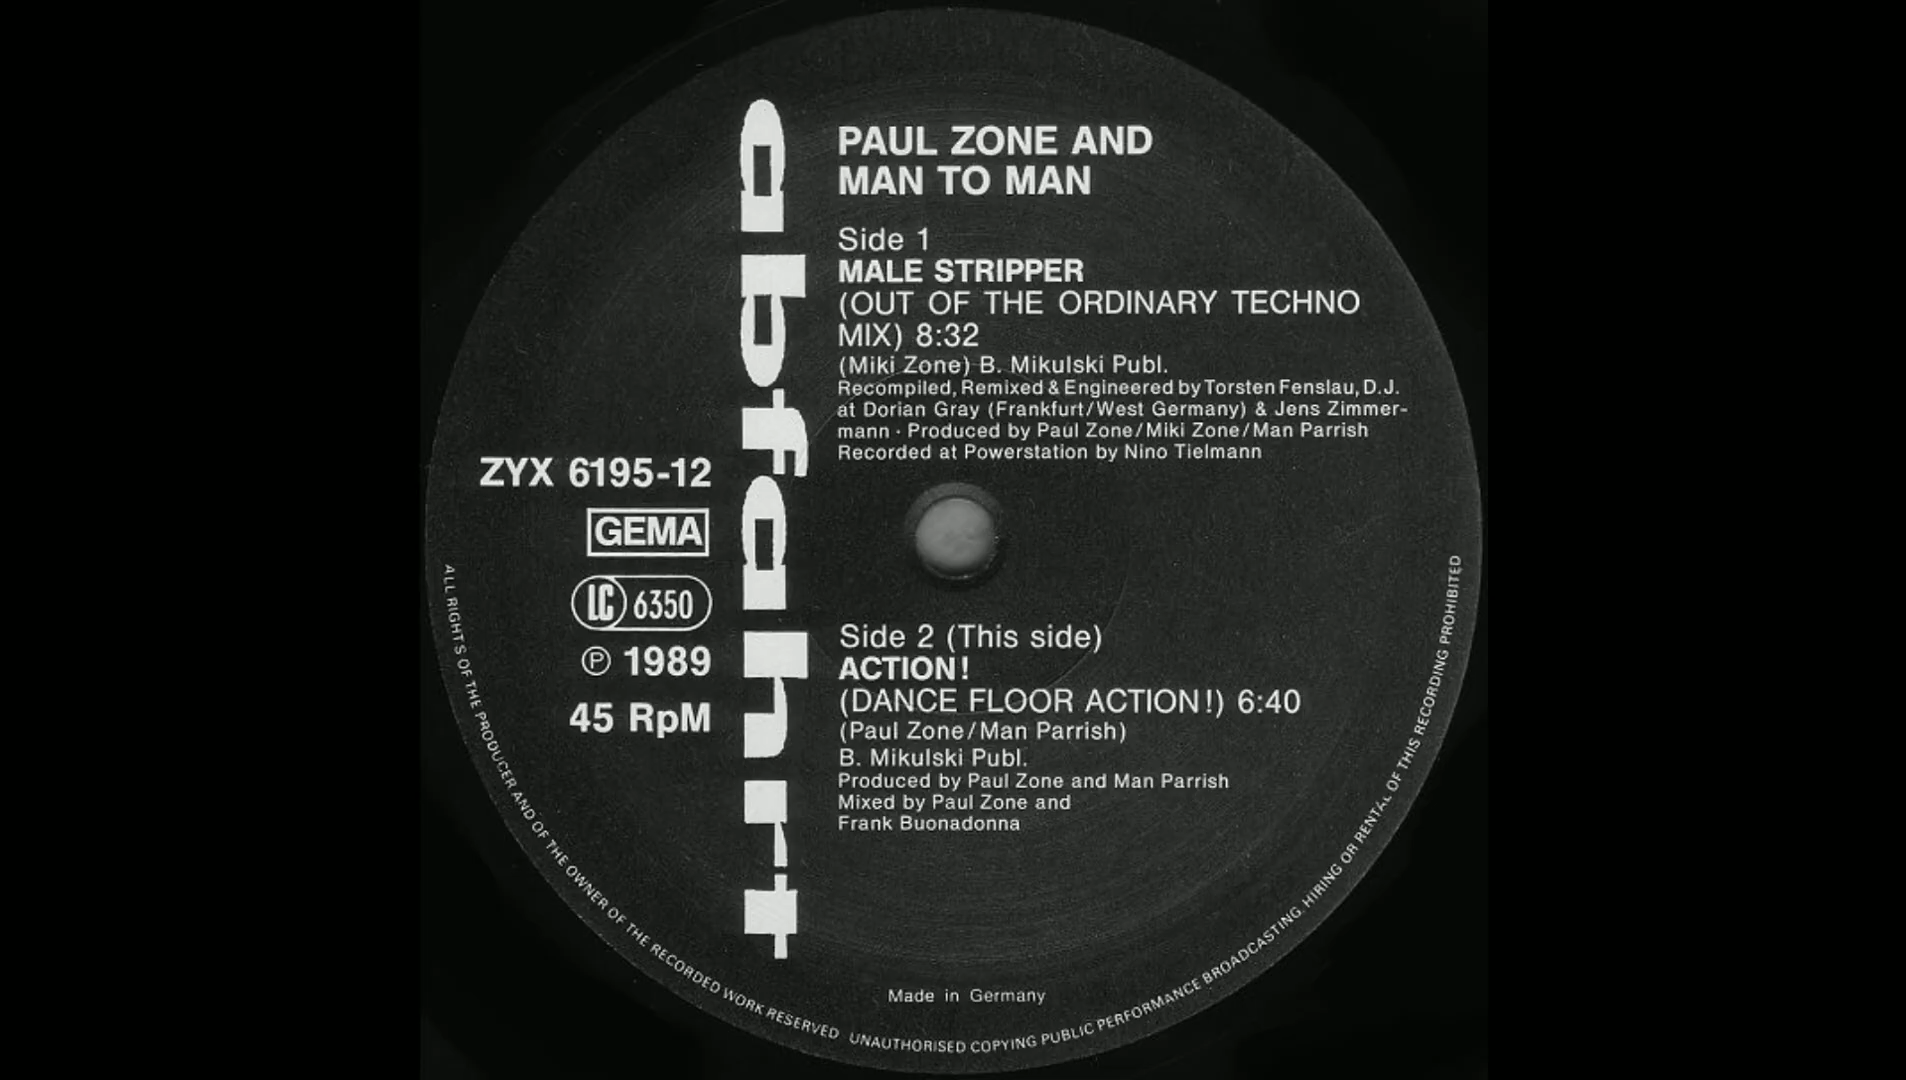 abfahrt
PAUL ZONE AND
MAN TO MAN
Side 1
MALE STRIPPER
(OUT OF THE ORDINARY TECHNO
MIX) 8:32
(Miki Zone) B. Mikulski Publ.
Recompiled, Remixed & Engineered by Torsten Fenslau, D.J.
at Dorian Gray (Frankfurt/West Germany) & Jens Zimmer-
mann · Produced by Paul Zone/Miki Zone/Man Parrish
Recorded at Powerstation by Nino Tielmann
ZYX 6195-12
GEMA
LC 6350
Ⓟ 1989
45 RpM
Side 2 (This side)
ACTION!
(DANCE FLOOR ACTION!) 6:40
(Paul Zone/Man Parrish)
B. Mikulski Publ.
Produced by Paul Zone and Man Parrish
Mixed by Paul Zone and
Frank Buonadonna
Made in Germany
ALL RIGHTS OF THE PRODUCER AND OF THE OWNER OF THE RECORDED WORK RESERVED UNAUTHORISED COPYING PUBLIC PERFORMANCE BROADCASTING, HIRING OR RENTAL OF THIS RECORDING PROHIBITED